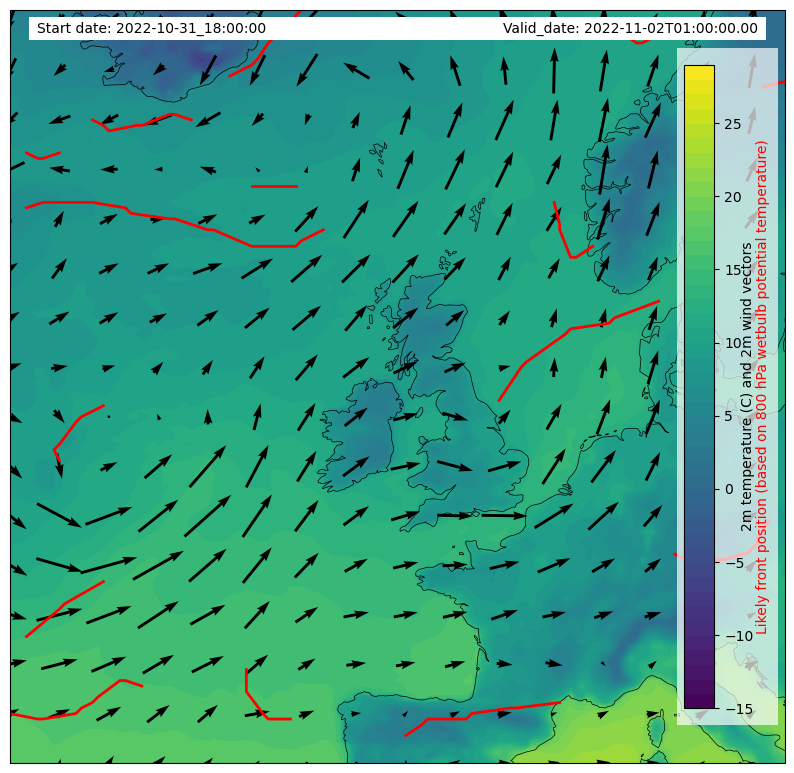 Start date: 2022-10-31_18:00:00
Valid_date: 2022-11-02T01:00:00.00
25
20
15
10
5
0
−5
−10
−15
2m temperature (C) and 2m wind vectors
Likely front position (based on 800 hPa wetbulb potential temperature)